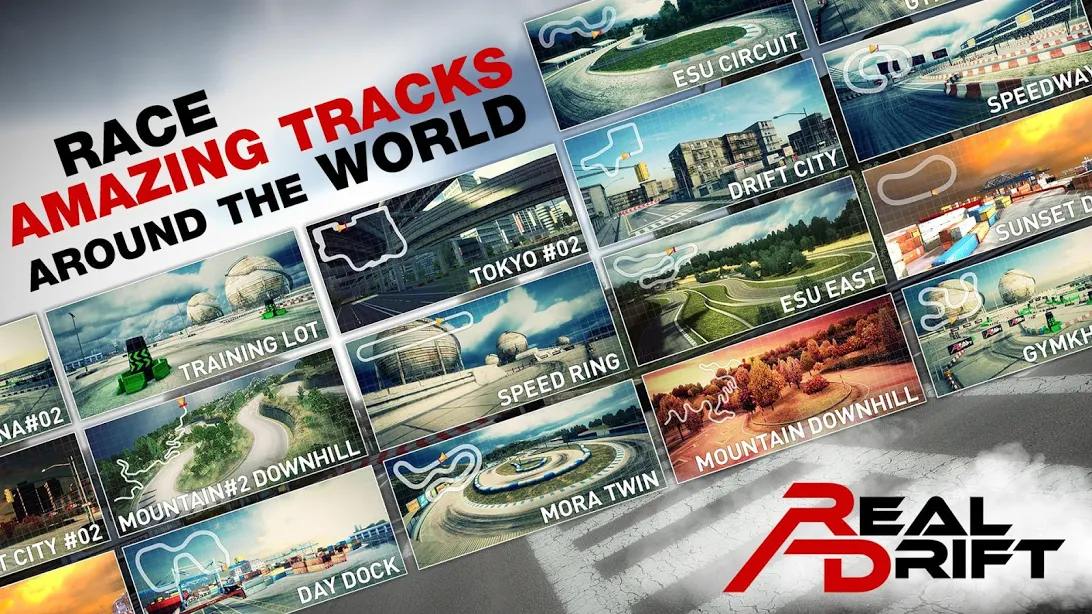 RACE
AMAZING TRACKS
AROUND THE WORLD
ESU CIRCUIT
DRIFT CITY
SPEEDWA
TOKYO #02
ESU EAST
SUNSET D
TRAINING LOT
SPEED RING
GYMKH
NA#02
MOUNTAIN#2 DOWNHILL
MOUNTAIN DOWNHILL
MORA TWIN
T CITY #02
DAY DOCK
REAL
DRIFT